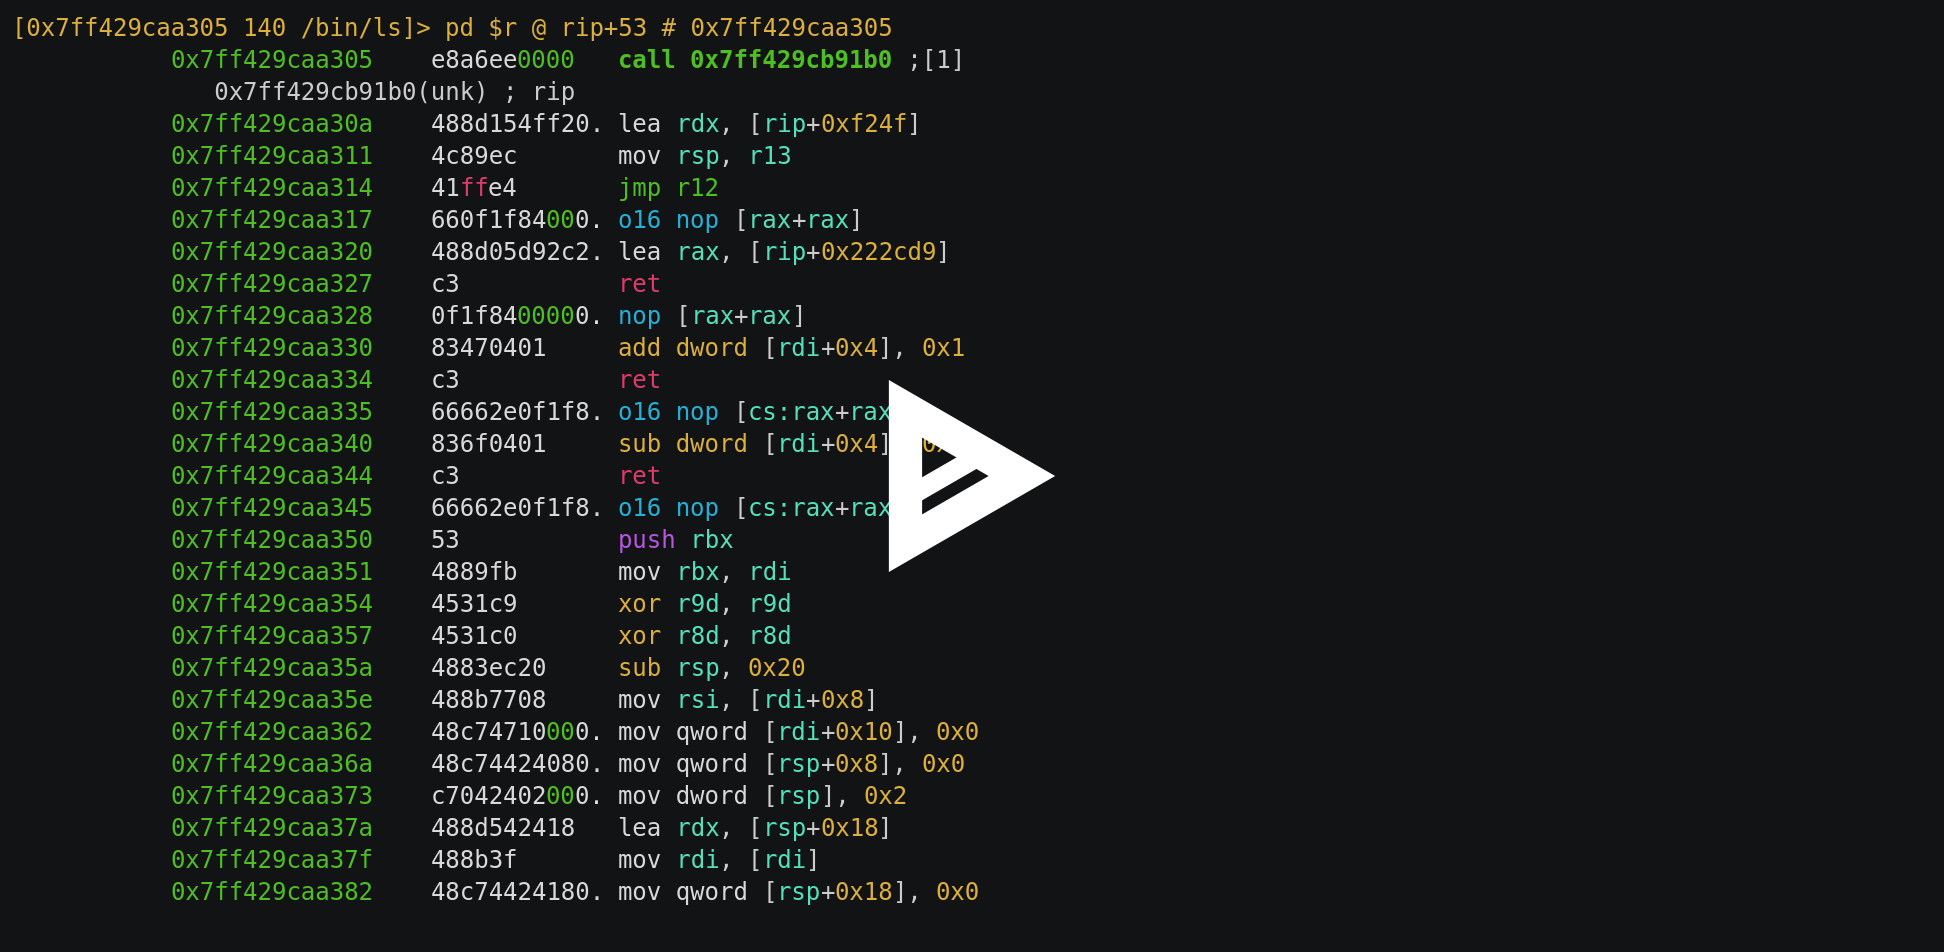 [0x7ff429caa305 140 /bin/ls]> pd $r @ rip+53 # 0x7ff429caa305
0x7ff429caa305 e8a6ee0000 call 0x7ff429cb91b0 ;[1]
0x7ff429cb91b0(unk) ; rip
0x7ff429caa30a 488d154ff20. lea rdx, [rip+0xf24f]
0x7ff429caa311 4c89ec mov rsp, r13
0x7ff429caa314 41ffe4 jmp r12
0x7ff429caa317 660f1f84000. o16 nop [rax+rax]
0x7ff429caa320 488d05d92c2. lea rax, [rip+0x222cd9]
0x7ff429caa327 c3 ret
0x7ff429caa328 0f1f8400000. nop [rax+rax]
0x7ff429caa330 83470401 add dword [rdi+0x4], 0x1
0x7ff429caa334 c3 ret
0x7ff429caa335 66662e0f1f8. o16 nop [cs:rax+rax
0x7ff429caa340 836f0401 sub dword [rdi+0x4]
0x7ff429caa344 c3 ret
0x7ff429caa345 66662e0f1f8. o16 nop [cs:rax+rax
0x7ff429caa350 53 push rbx
0x7ff429caa351 4889fb mov rbx, rdi
0x7ff429caa354 4531c9 xor r9d, r9d
0x7ff429caa357 4531c0 xor r8d, r8d
0x7ff429caa35a 4883ec20 sub rsp, 0x20
0x7ff429caa35e 488b7708 mov rsi, [rdi+0x8]
0x7ff429caa362 48c74710000. mov qword [rdi+0x10], 0x0
0x7ff429caa36a 48c74424080. mov qword [rsp+0x8], 0x0
0x7ff429caa373 c7042402000. mov dword [rsp], 0x2
0x7ff429caa37a 488d542418 lea rdx, [rsp+0x18]
0x7ff429caa37f 488b3f mov rdi, [rdi]
0x7ff429caa382 48c74424180. mov qword [rsp+0x18], 0x0